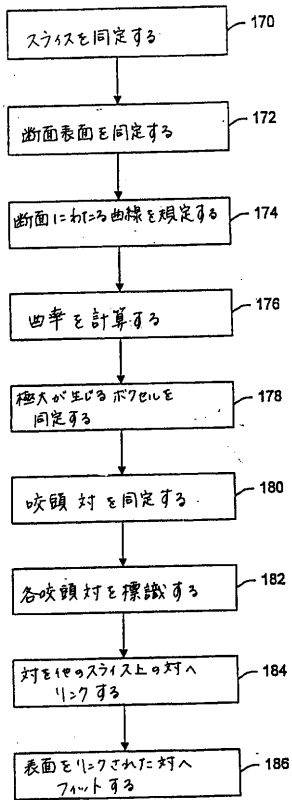 スライスを同定する
170
断面表面を同定する
172
断面にわたる曲線を規定する
174
曲率を計算する
176
極大が生じるボクセルを
同定する
178
咬頭対を同定する
180
各咬頭対を標識する
182
対を他のスライス上の対へ
リンクする
184
表面をリンクされた対へ
フィットする
186